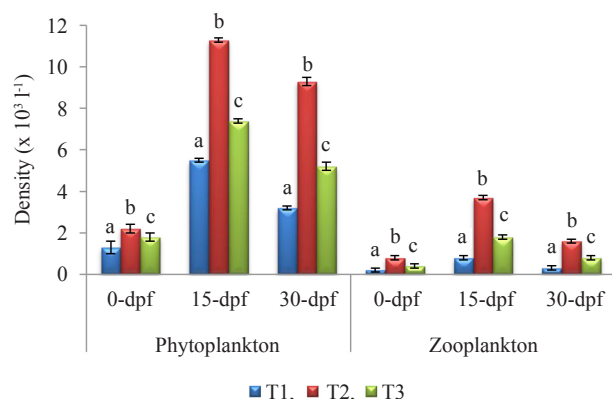 Density (x 10³ l⁻¹)
12
10
8
6
4
2
0
a b c
a b c
a b c
a b c
a b c
a b c
0-dpf 15-dpf 30-dpf 0-dpf 15-dpf 30-dpf
Phytoplankton Zooplankton
T1, T2, T3